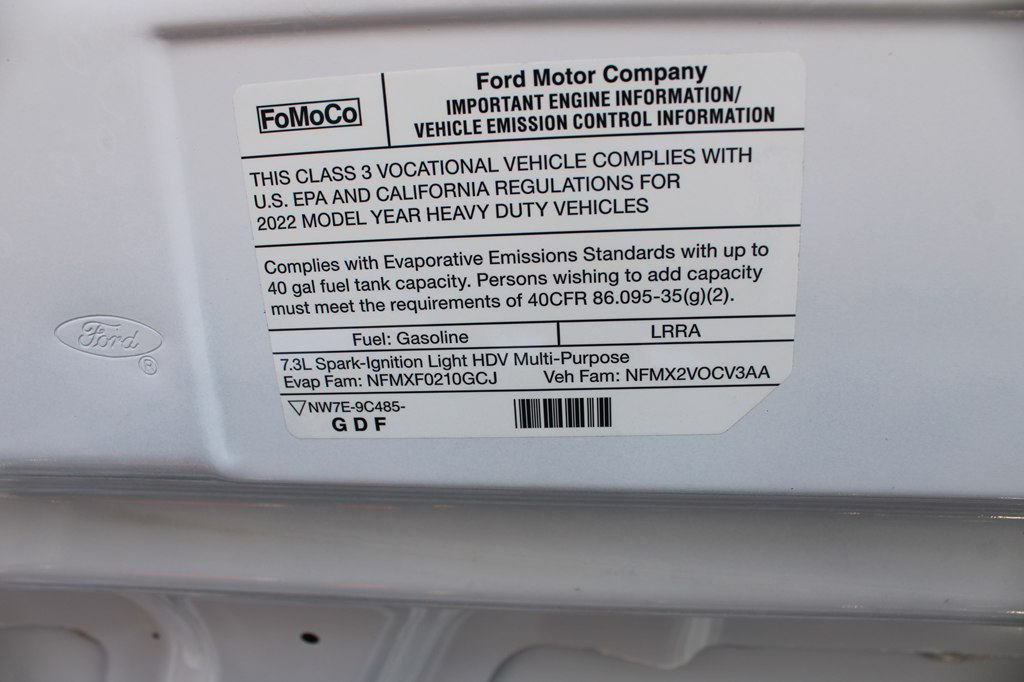 FoMoCo
Ford Motor Company
IMPORTANT ENGINE INFORMATION/
VEHICLE EMISSION CONTROL INFORMATION
THIS CLASS 3 VOCATIONAL VEHICLE COMPLIES WITH
U.S. EPA AND CALIFORNIA REGULATIONS FOR
2022 MODEL YEAR HEAVY DUTY VEHICLES
Complies with Evaporative Emissions Standards with up to
40 gal fuel tank capacity. Persons wishing to add capacity
must meet the requirements of 40CFR 86.095-35(g)(2).
Fuel: Gasoline LRRA
7.3L Spark-Ignition Light HDV Multi-Purpose
Evap Fam: NFMXF0210GCJ Veh Fam: NFMX2VOCV3AA
NW7E-9C485-
G D F
Ford
®